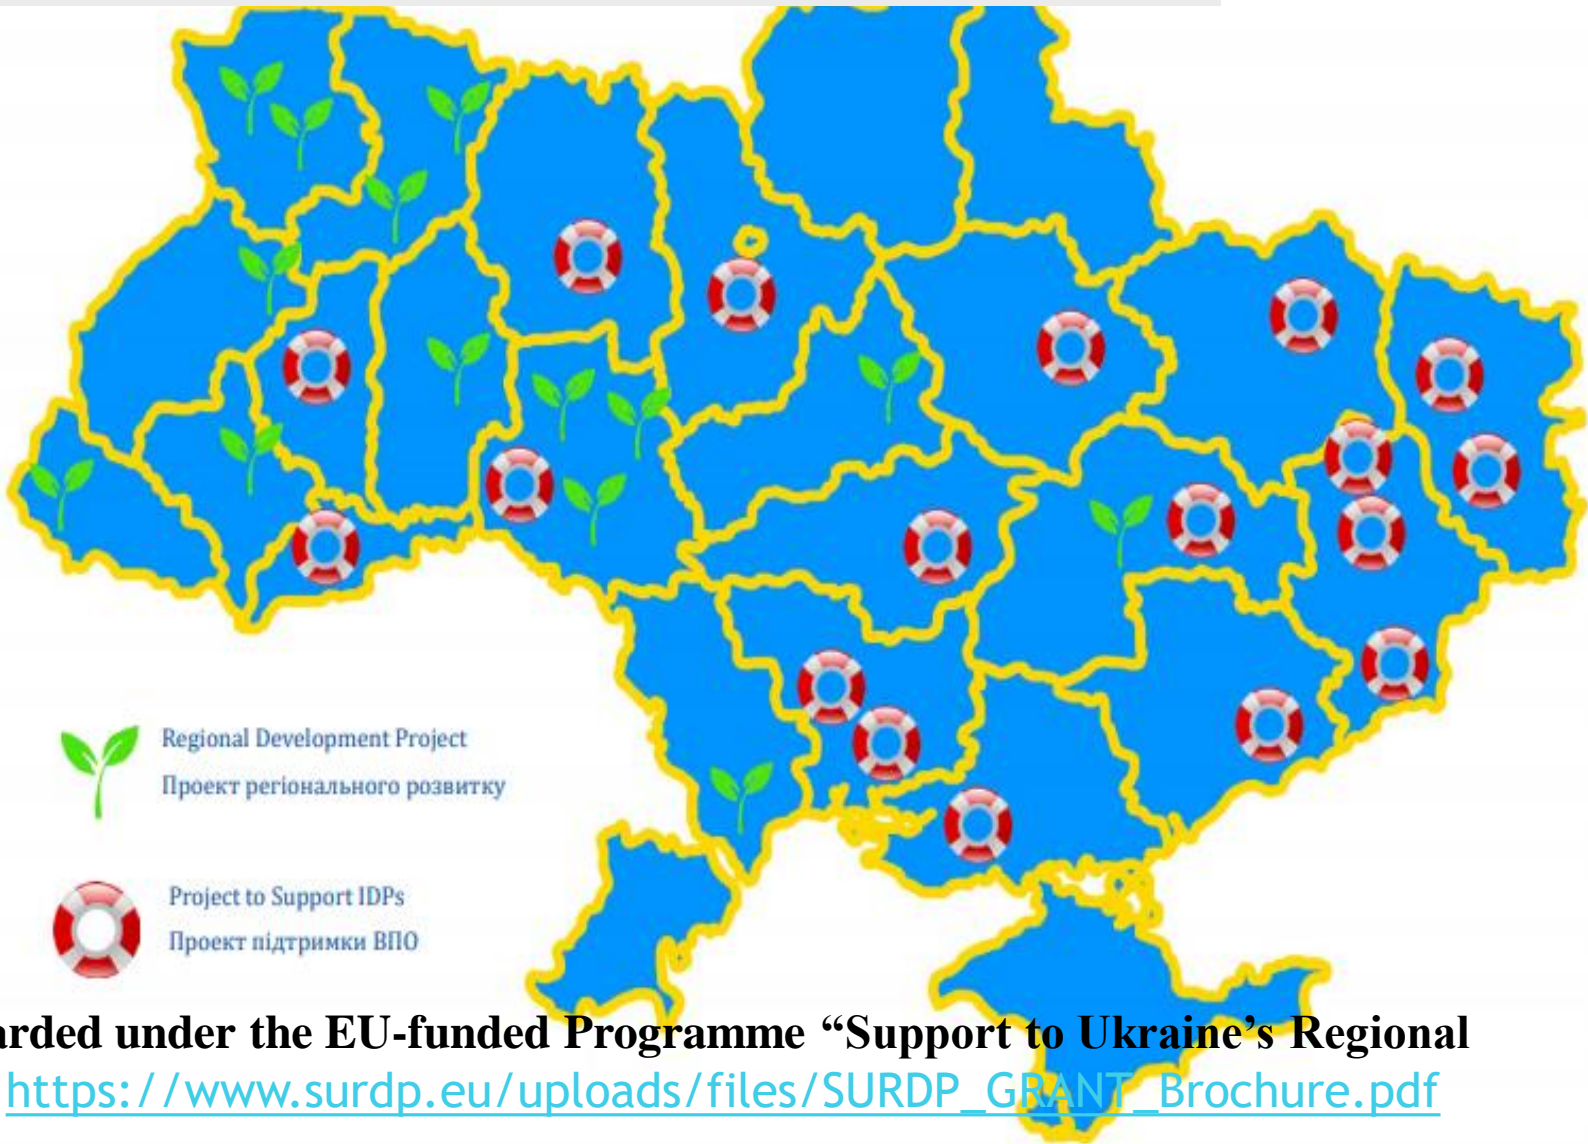 Regional Development Project
Проект регіонального розвитку
Project to Support IDPs
Проект підтримки ВПО
arded under the EU-funded Programme “Support to Ukraine’s Regional
https://www.surdp.eu/uploads/files/SURDP_GRANT_Brochure.pdf